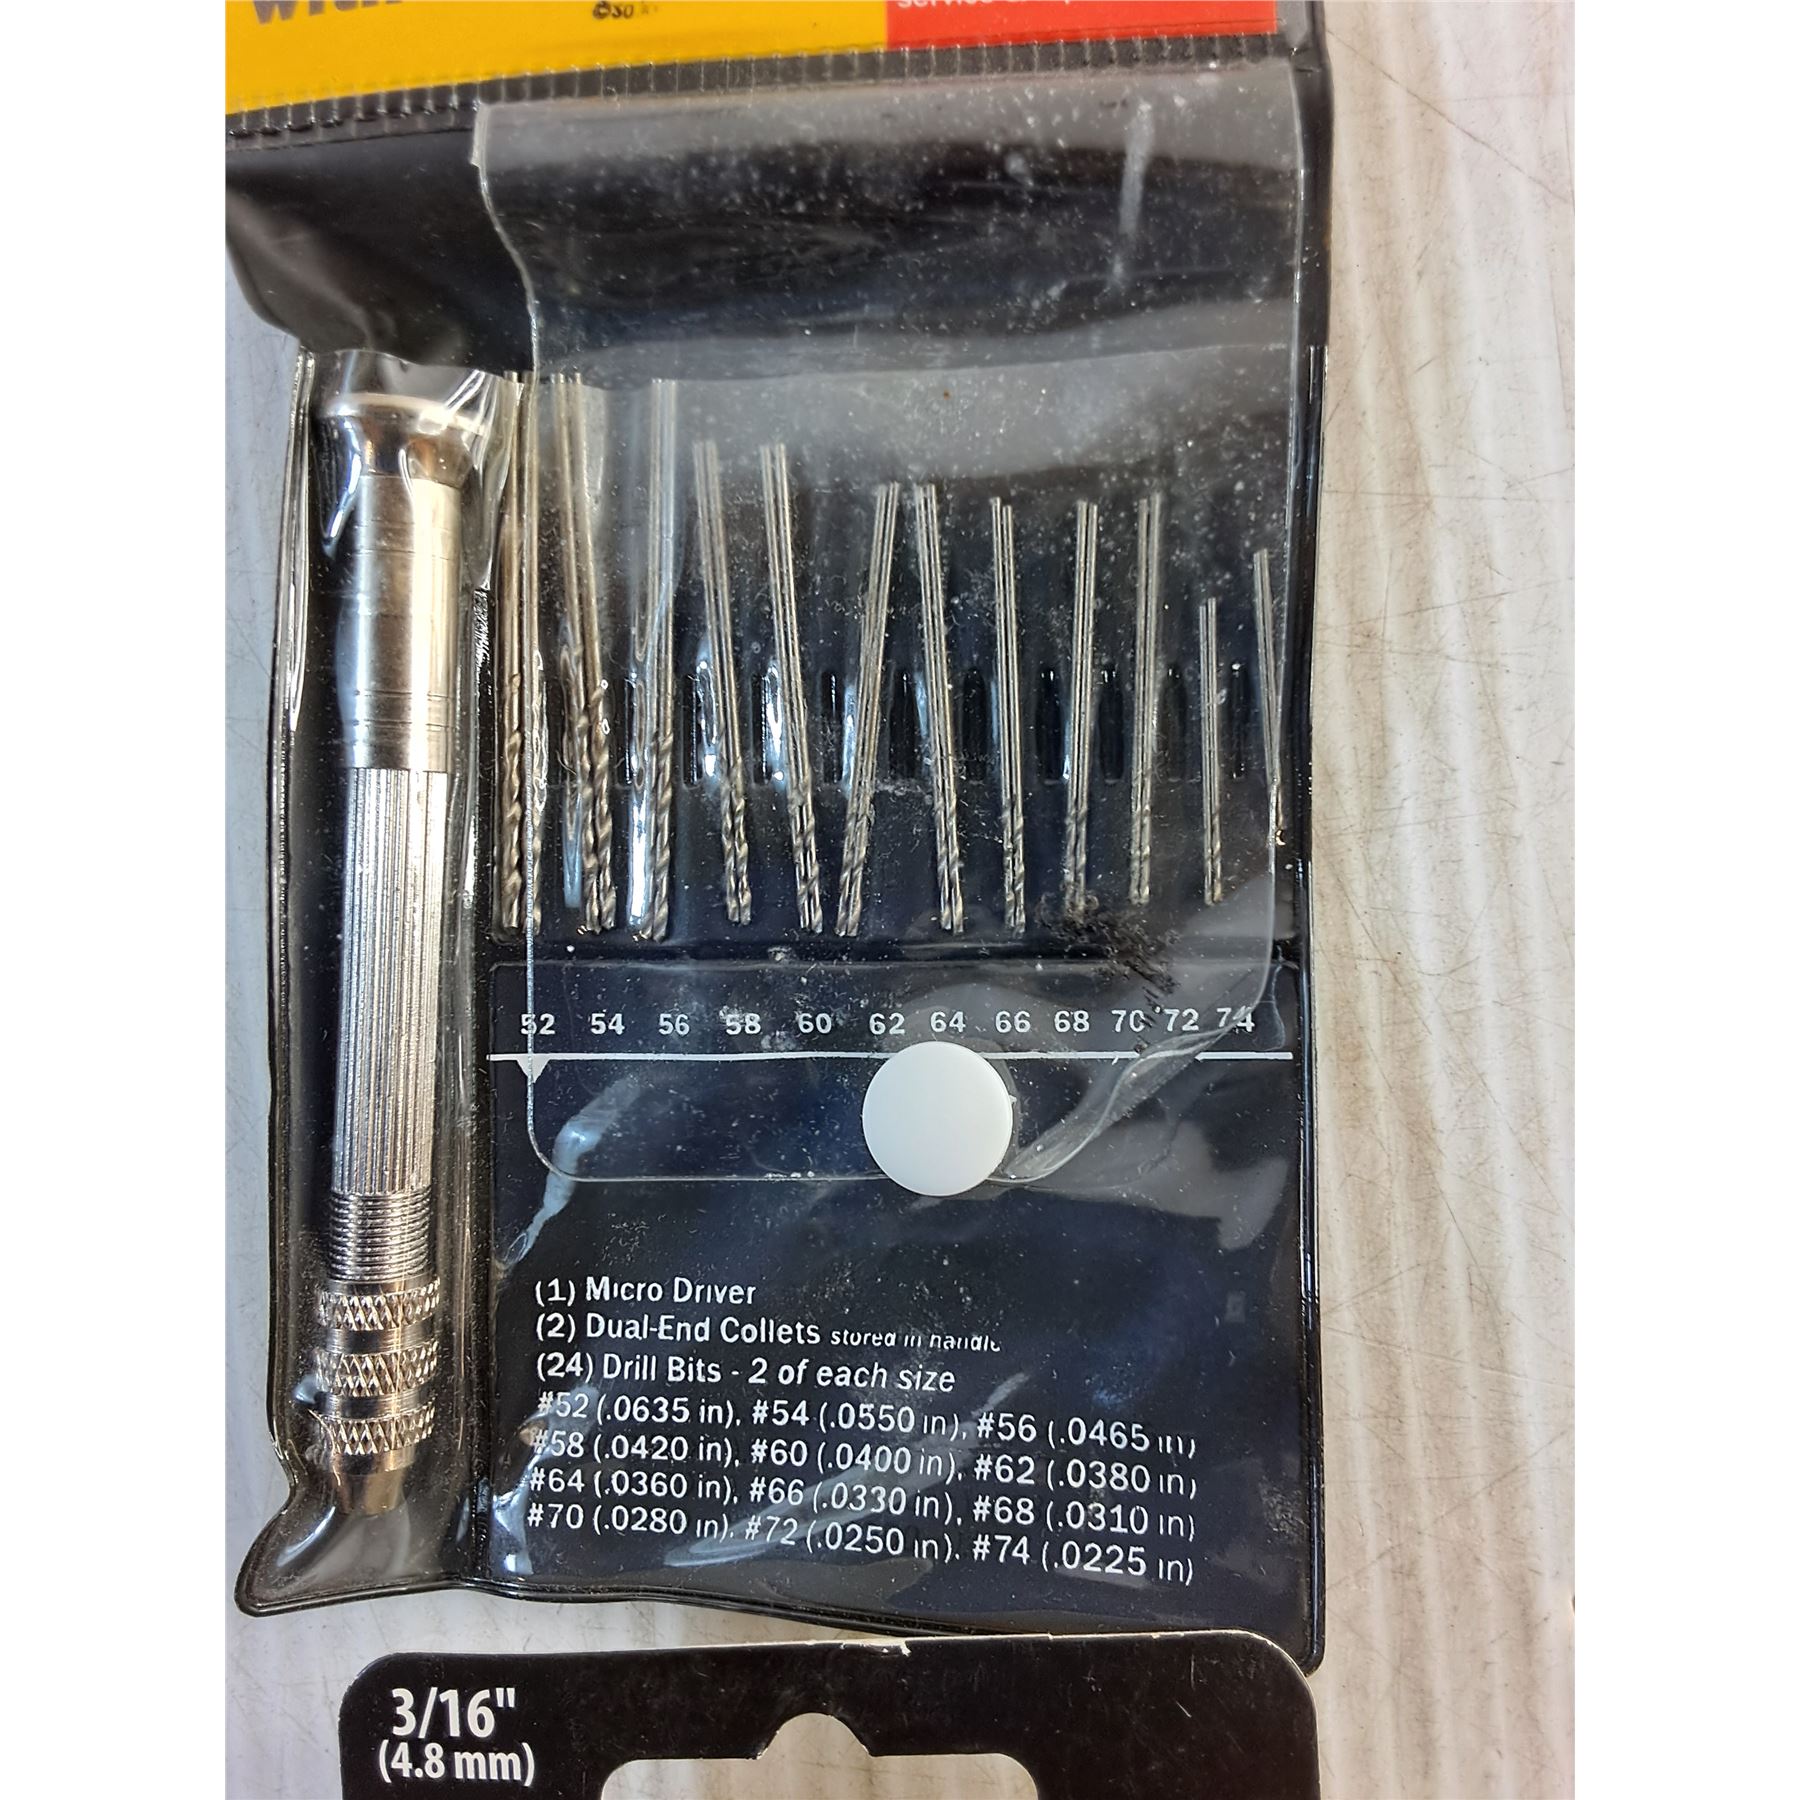 with
52 54 56 58 60 62 64 66 68 70 72 74
(1) Micro Driver
(2) Dual-End Collets stored in handle
(24) Drill Bits - 2 of each size
#52 (.0635 in), #54 (.0550 in), #56 (.0465 in)
#58 (.0420 in), #60 (.0400 in), #62 (.0380 in)
#64 (.0360 in), #66 (.0330 in), #68 (.0310 in)
#70 (.0280 in), #72 (.0250 in), #74 (.0225 in)
3/16"
(4.8 mm)